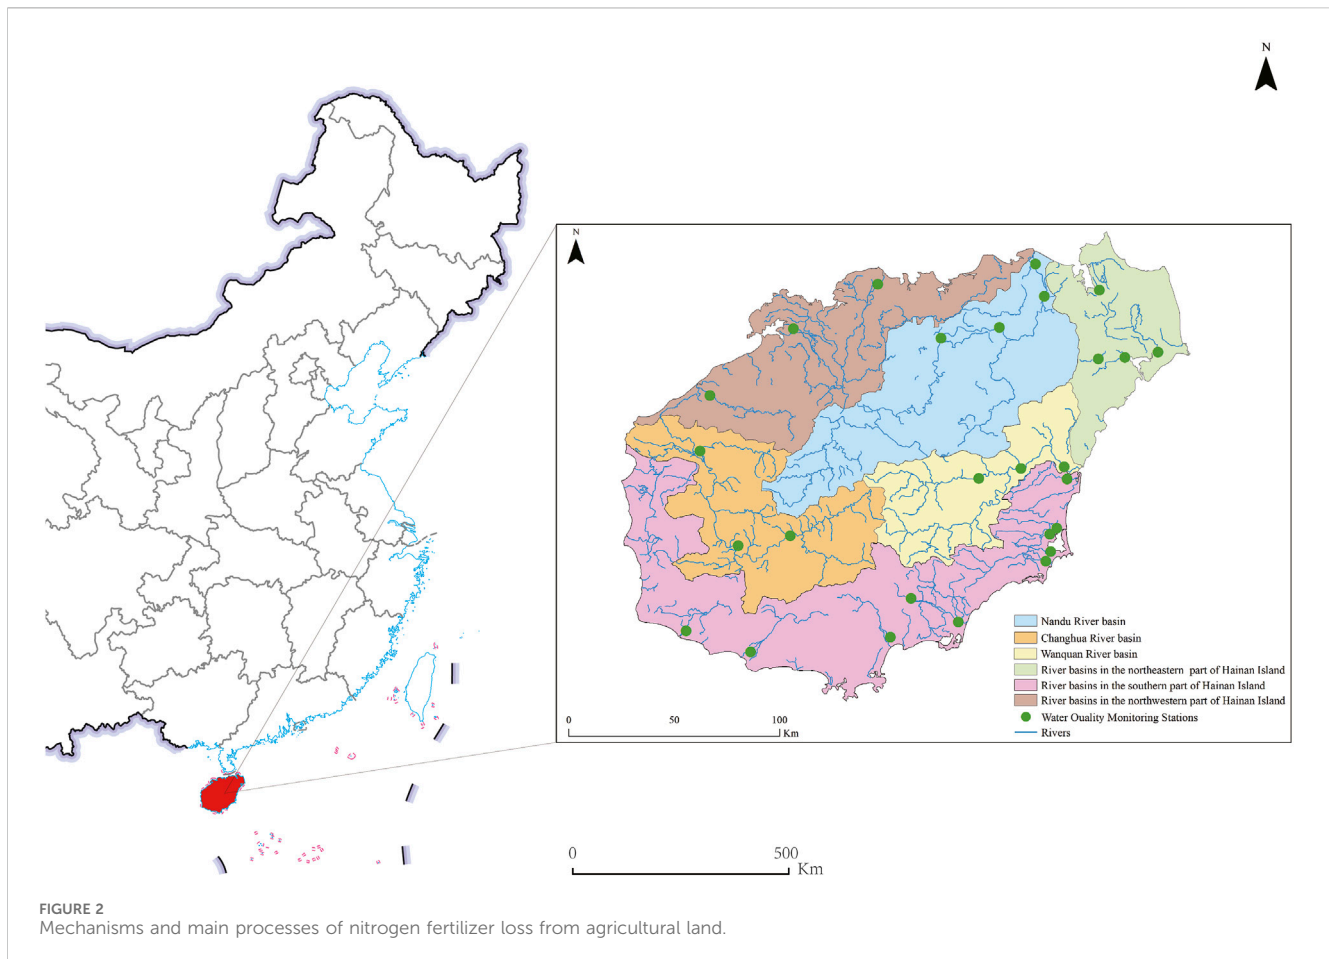 N
N
Nandu River basin
Changhua River basin
Wanquan River basin
River basins in the northeastern part of Hainan Island
River basins in the southern part of Hainan Island
River basins in the northwestern part of Hainan Island
Water Quality Monitoring Stations
Rivers
0 50 100
Km
0 500
Km
FIGURE 2
Mechanisms and main processes of nitrogen fertilizer loss from agricultural land.